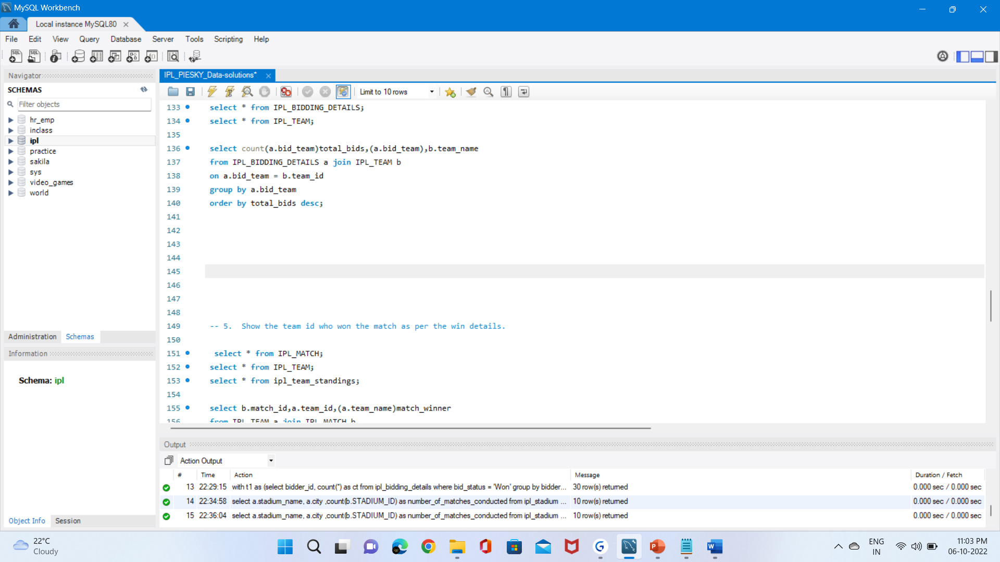 MySQL Workbench
Local instance MySQL80
File Edit View Query Database Server Tools Scripting Help
Navigator
SCHEMAS
Filter objects
hr_emp
inclass
ipl
practice
sakila
sys
video_games
world
Administration Schemas
Information
Schema: ipl
Object Info Session
IPL_PIESKY_Data-solutions*
Limit to 10 rows
133 select * from IPL_BIDDING_DETAILS;
134 select * from IPL_TEAM;
135
136 select count(a.bid_team)total_bids,(a.bid_team),b.team_name
137 from IPL_BIDDING_DETAILS a join IPL_TEAM b
138 on a.bid_team = b.team_id
139 group by a.bid_team
140 order by total_bids desc;
141
142
143
144
145
146
147
148
149 -- 5.  Show the team id who won the match as per the win details.
150
151 select * from IPL_MATCH;
152 select * from IPL_TEAM;
153 select * from ipl_team_standings;
154
155 select b.match_id,a.team_id,(a.team_name)match_winner
156 from IPL_TEAM a join IPL_MATCH b
Output
Action Output
# Time Action Message Duration / Fetch
13 22:29:15 with t1 as (select bidder_id, count(*) as ct from ipl_bidding_details where bid_status = 'Won' group by bidder... 30 row(s) returned 0.000 sec / 0.000 sec
14 22:34:58 select a.stadium_name, a.city ,count(b.STADIUM_ID) as number_of_matches_conducted from ipl_stadium ... 10 row(s) returned 0.000 sec / 0.000 sec
15 22:36:04 select a.stadium_name, a.city ,count(b.STADIUM_ID) as number_of_matches_conducted from ipl_stadium ... 10 row(s) returned 0.000 sec / 0.000 sec
22°C
Cloudy
ENG
IN
11:03 PM
06-10-2022